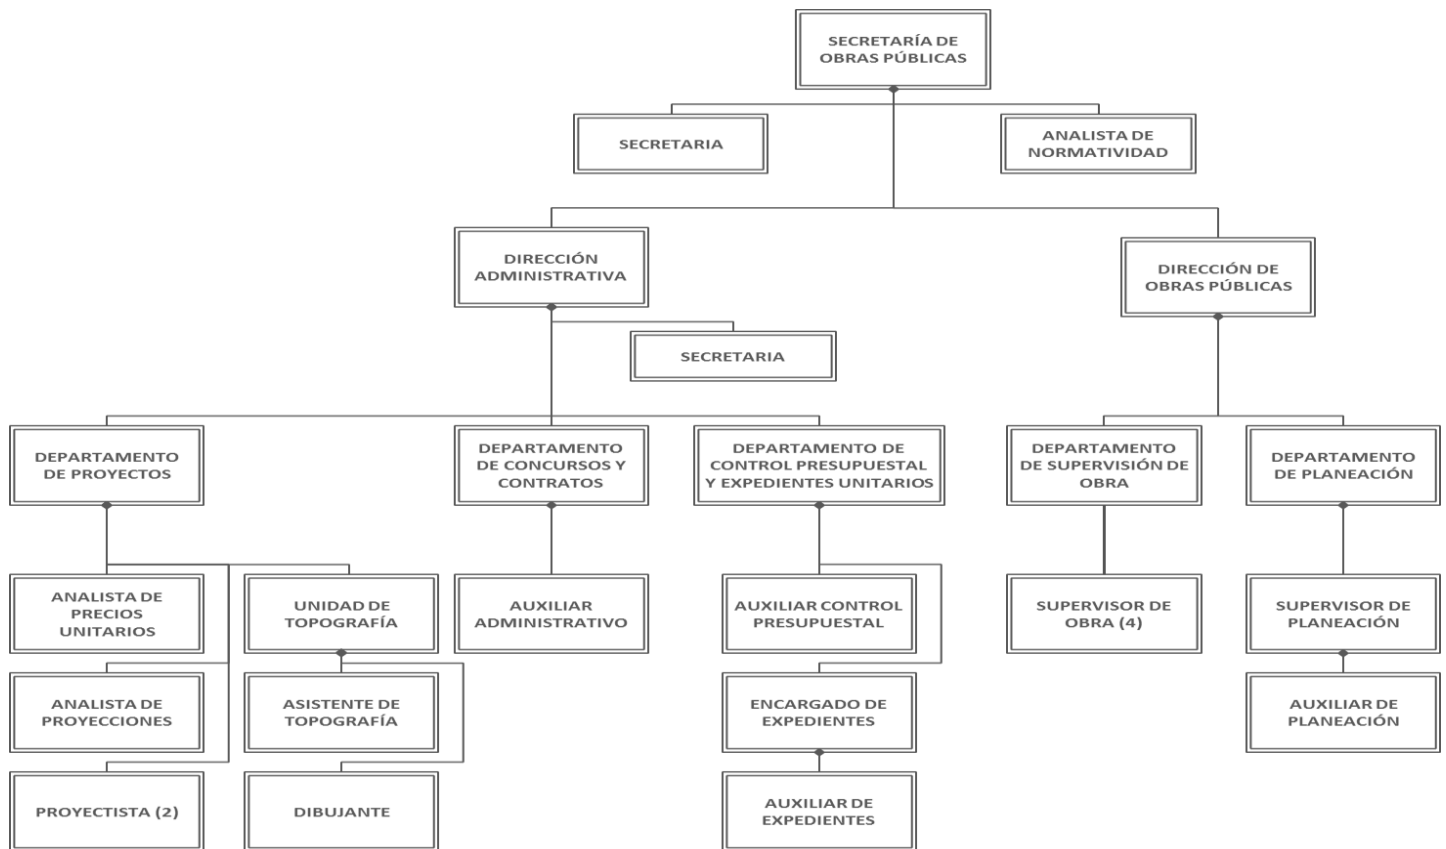 SECRETARÍA DE
OBRAS PÚBLICAS
SECRETARIA
ANALISTA DE
NORMATIVIDAD
DIRECCIÓN
ADMINISTRATIVA
DIRECCIÓN DE
OBRAS PÚBLICAS
SECRETARIA
DEPARTAMENTO
DE PROYECTOS
DEPARTAMENTO
DE CONCURSOS Y
CONTRATOS
DEPARTAMENTO DE
CONTROL PRESUPUESTAL
Y EXPEDIENTES UNITARIOS
DEPARTAMENTO
DE SUPERVISIÓN DE
OBRA
DEPARTAMENTO
DE PLANEACIÓN
ANALISTA DE
PRECIOS
UNITARIOS
UNIDAD DE
TOPOGRAFÍA
AUXILIAR
ADMINISTRATIVO
AUXILIAR CONTROL
PRESUPUESTAL
SUPERVISOR DE
OBRA (4)
SUPERVISOR DE
PLANEACIÓN
ANALISTA DE
PROYECCIONES
ASISTENTE DE
TOPOGRAFÍA
ENCARGADO DE
EXPEDIENTES
AUXILIAR DE
PLANEACIÓN
PROYECTISTA (2)
DIBUJANTE
AUXILIAR DE
EXPEDIENTES